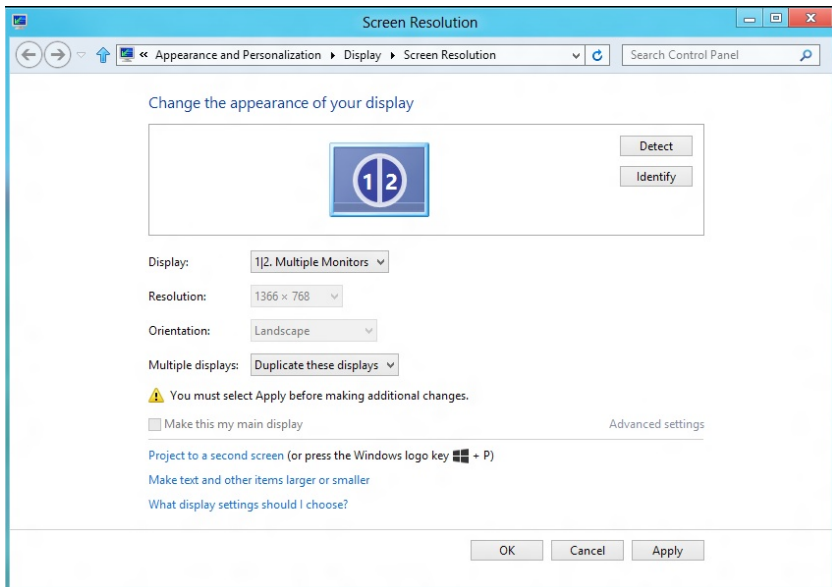 Screen Resolution
« Appearance and Personalization Display Screen Resolution Search Control Panel
Change the appearance of your display
1 2
Detect
Identify
Display: 1|2. Multiple Monitors
Resolution: 1366 × 768
Orientation: Landscape
Multiple displays: Duplicate these displays
You must select Apply before making additional changes.
Make this my main display Advanced settings
Project to a second screen (or press the Windows logo key + P)
Make text and other items larger or smaller
What display settings should I choose?
OK Cancel Apply